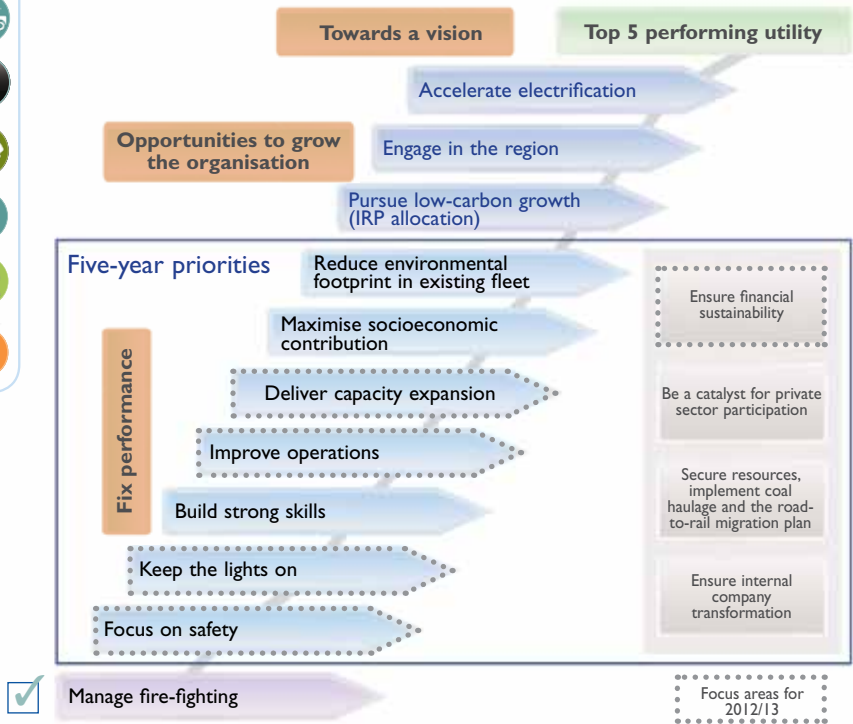 Towards a vision
Top 5 performing utility
Accelerate electrification
Opportunities to grow
the organisation
Engage in the region
Pursue low-carbon growth
(IRP allocation)
Five-year priorities
Reduce environmental
footprint in existing fleet
Maximise socioeconomic
contribution
Deliver capacity expansion
Improve operations
Build strong skills
Keep the lights on
Focus on safety
Fix performance
Ensure financial
sustainability
Be a catalyst for private
sector participation
Secure resources,
implement coal
haulage and the road-
to-rail migration plan
Ensure internal
company
transformation
Manage fire-fighting
Focus areas for
2012/13